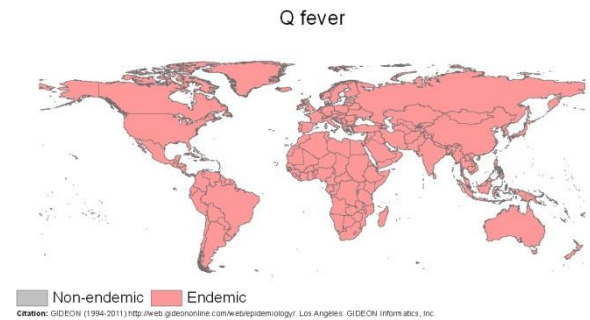 Q fever
Non-endemic Endemic
Citation: GIDEON (1994-2011) http://web.gideononline.com/web/epidemiology/. Los Angeles: GIDEON Informatics, Inc.